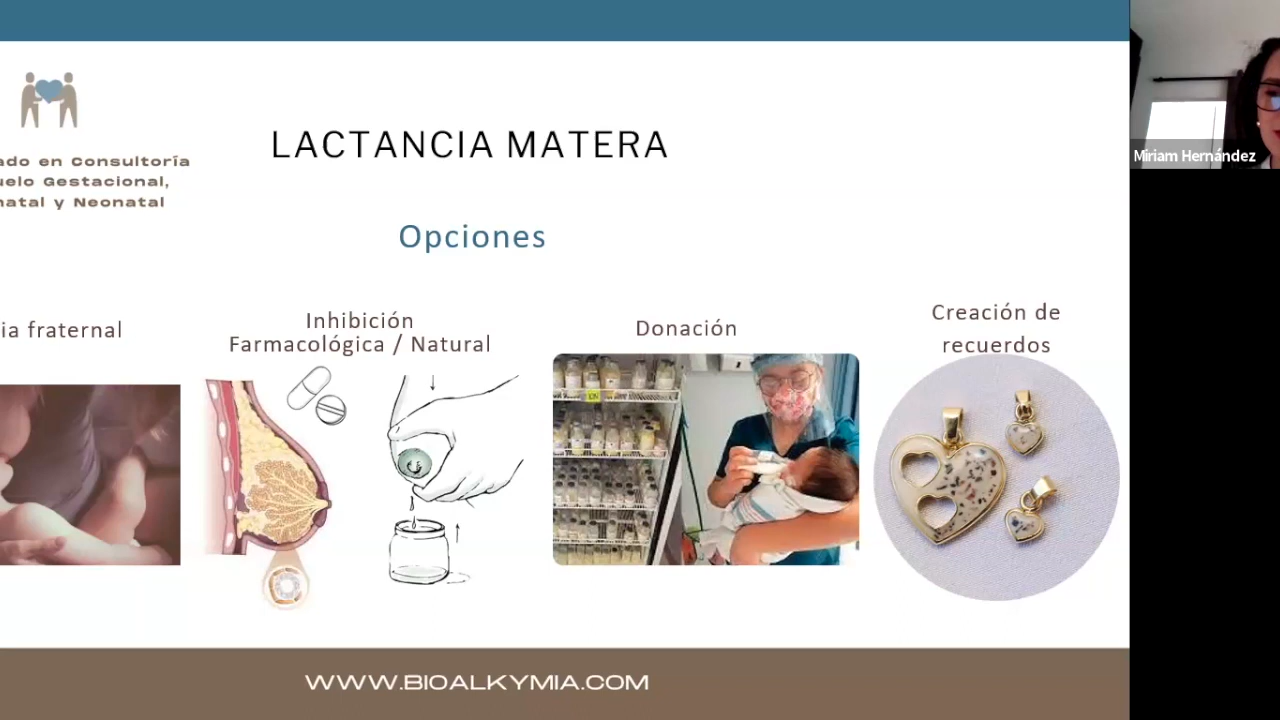 ado en Consultoría
uelo Gestacional,
natal y Neonatal
LACTANCIA MATERA
Opciones
ia fraternal
Inhibición
Farmacológica / Natural
Donación
Creación de
recuerdos
Miriam Hernández
WWW.BIOALKYMIA.COM